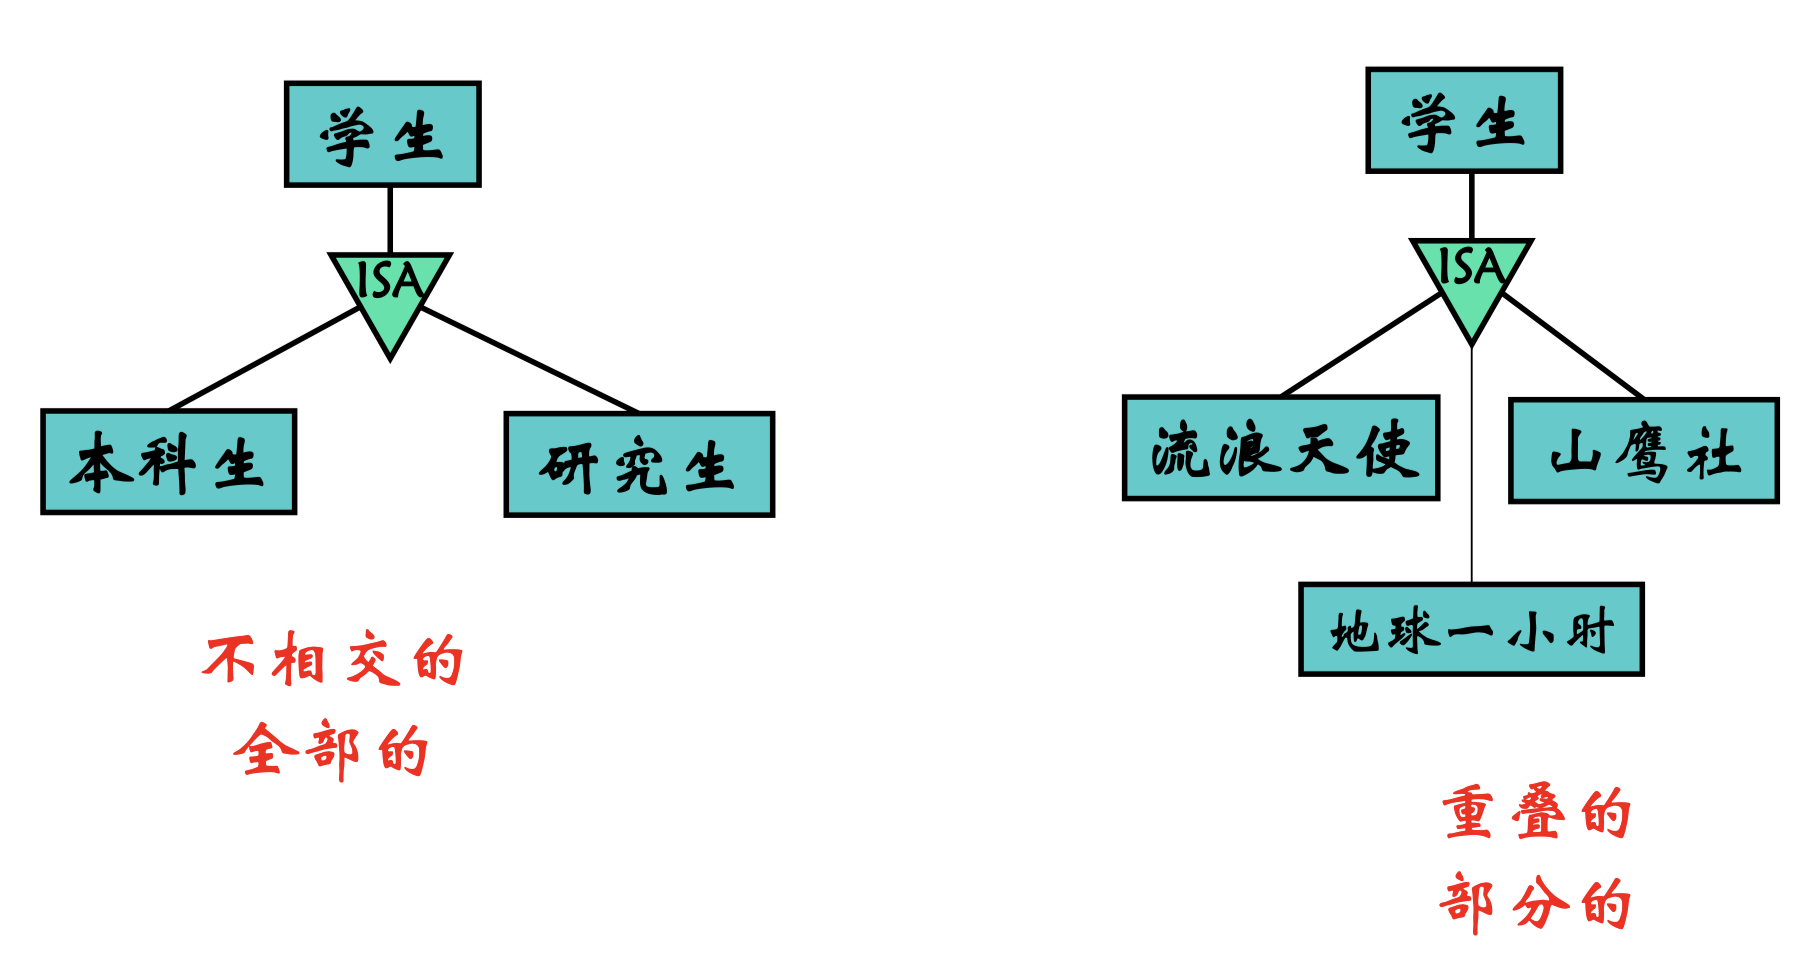 学生
ISA
本科生
研究生
不相交的
全部的
学生
ISA
流浪天使
山鹰社
地球一小时
重叠的
部分的